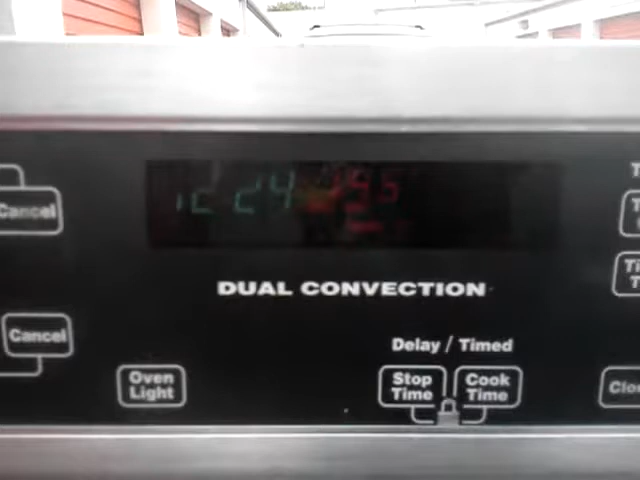 Cancel
12 24
DUAL CONVECTION
Cancel
Delay / Timed
Oven
Light
Stop
Time
Cook
Time